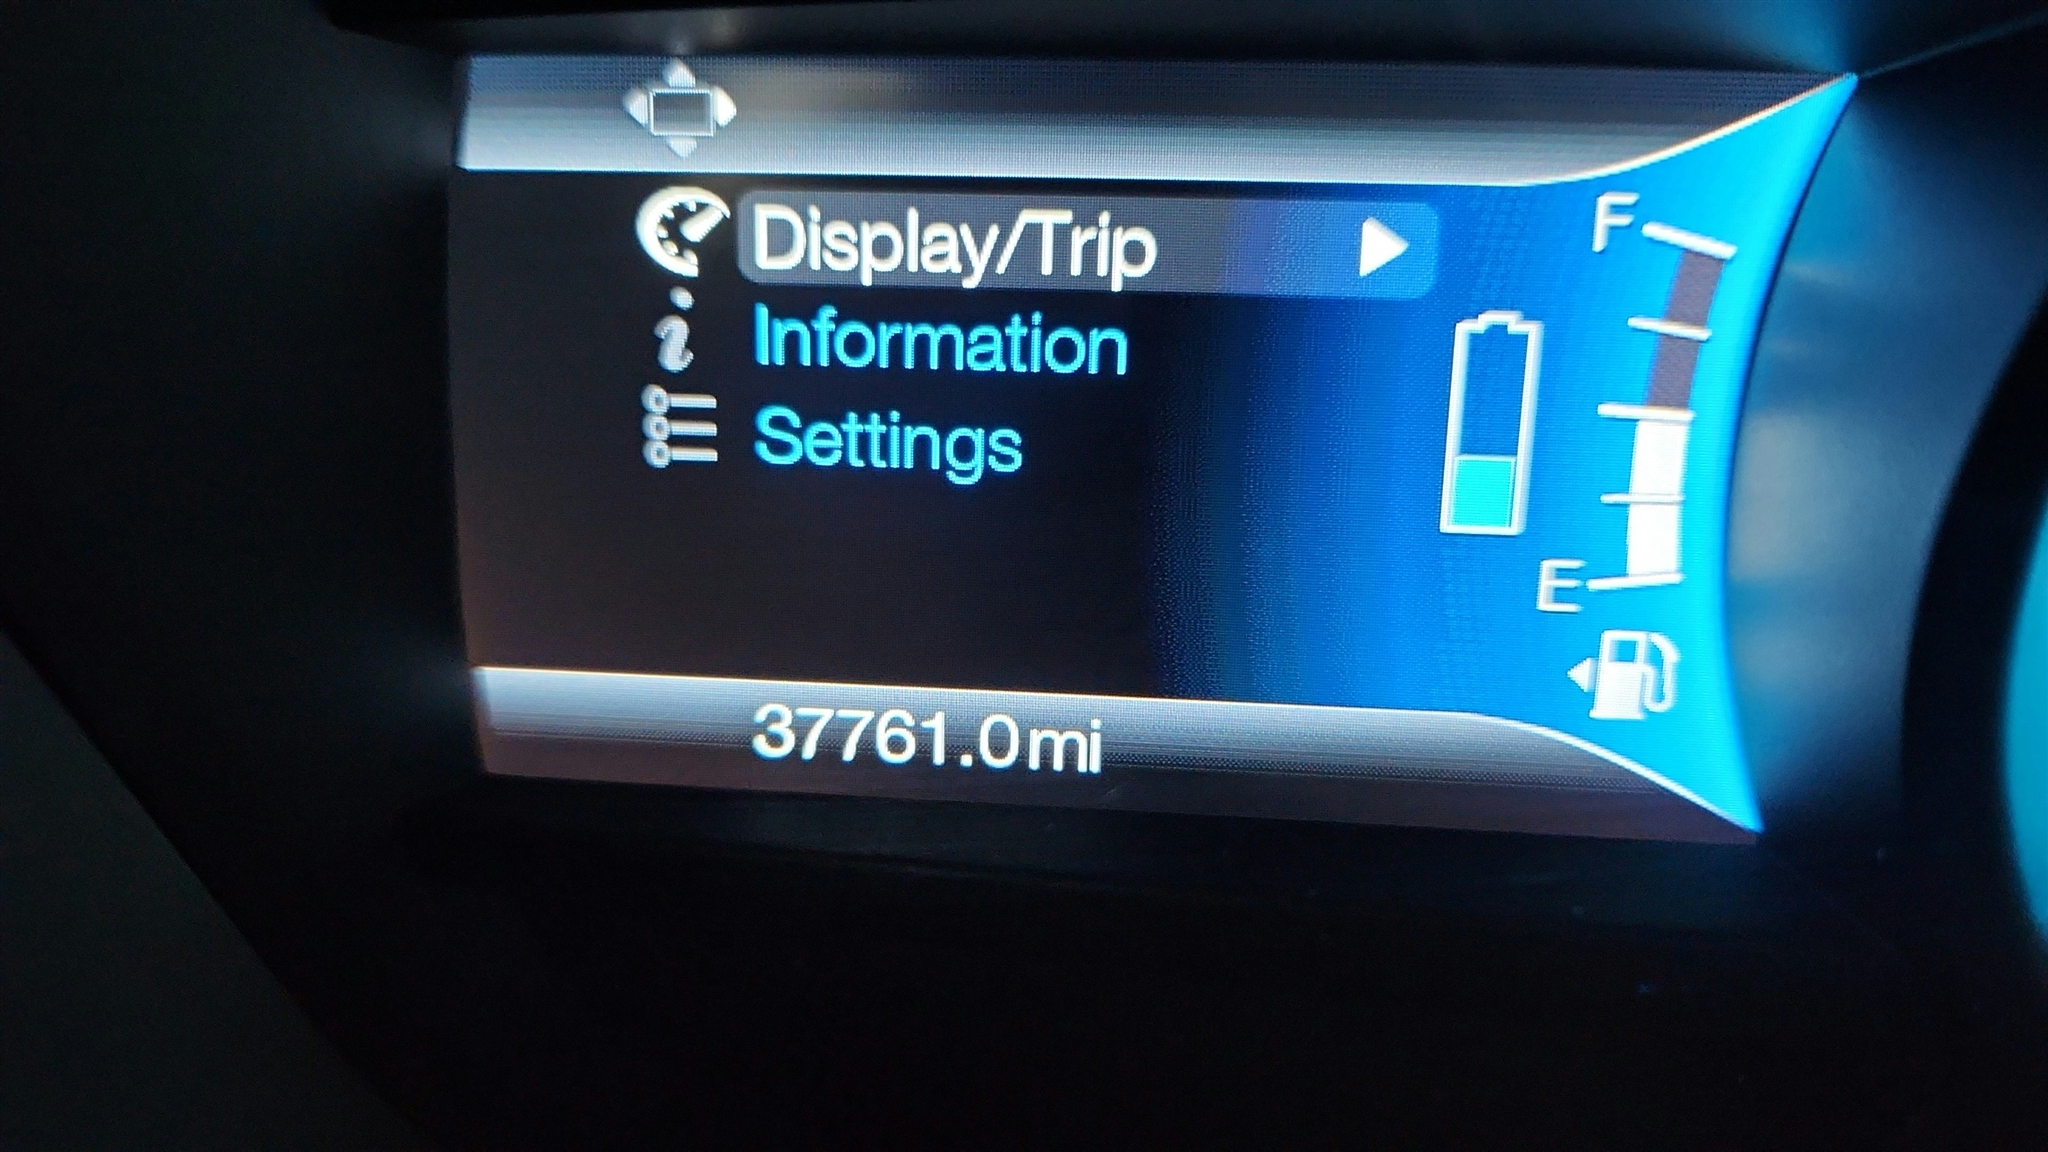 Display/Trip
Information
Settings
F
E
37761.0mi